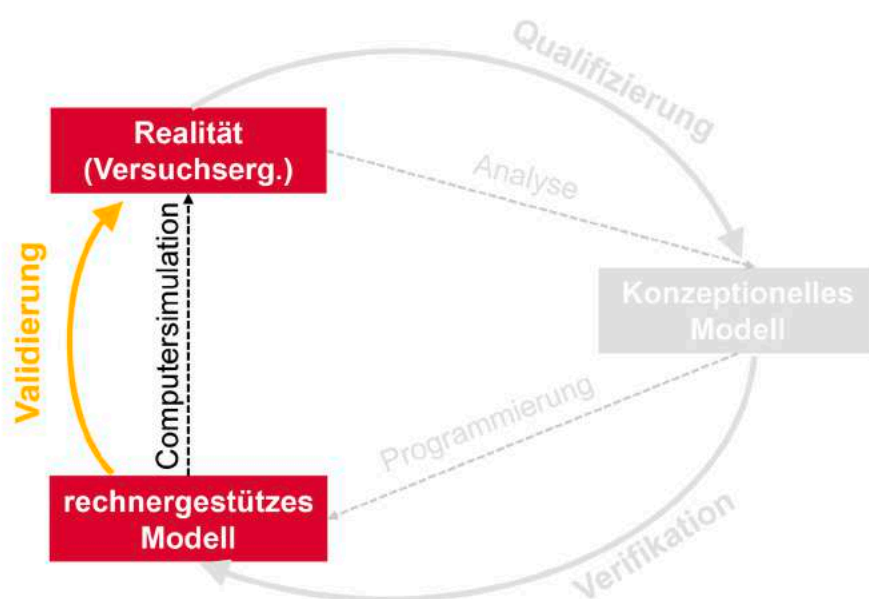 Qualifizierung
Realität
(Versuchserg.)
Analyse
Validierung
Computersimulation
Konzeptionelles
Modell
Programmierung
rechnergestützes
Modell
Verifikation